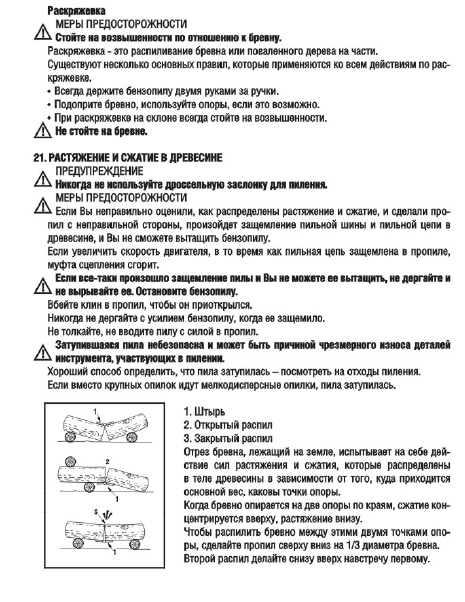 Раскряжевка
МЕРЫ ПРЕДОСТОРОЖНОСТИ
Стойте на возвышенности по отношению к бревну.
Раскряжевка - это распиливание бревна или поваленного дерева на части.
Существуют несколько основных правил, которые применяются ко всем действиям по рас-
кряжевке.
• Всегда держите бензопилу двумя руками за ручки.
• Подоприте бревно, используйте опоры, если это возможно.
• При раскряжевке на склоне всегда стойте на возвышенности.
Не стойте на бревне.
21. РАСТЯЖЕНИЕ И СЖАТИЕ В ДРЕВЕСИНЕ
ПРЕДУПРЕЖДЕНИЕ
Никогда не используйте дроссельную заслонку для пиления.
МЕРЫ ПРЕДОСТОРОЖНОСТИ
Если Вы неправильно оценили, как распределены растяжение и сжатие, и сделали про-
пил с неправильной стороны, произойдет защемление пильной шины и пильной цепи в
древесине, и Вы не сможете вытащить бензопилу.
Если увеличить скорость двигателя, в то время как пильная цепь защемлена в пропиле,
муфта сцепления сгорит.
Если все-таки произошло защемление пилы и Вы не можете ее вытащить, не дергайте и
не вырывайте ее. Остановите бензопилу.
Вбейте клин в пропил, чтобы он приоткрылся.
Никогда не дергайте с усилием бензопилу, когда ее защемило.
Не толкайте, не вводите пилу с силой в пропил.
Затупившаяся пила небезопасна и может быть причиной чрезмерного износа деталей
инструмента, участвующих в пилении.
Хороший способ определить, что пила затупилась – посмотреть на отходы пиления.
Если вместо крупных опилок идут мелкодисперсные опилки, пила затупилась.
1. Штырь
2. Открытый распил
3. Закрытый распил
Отрез бревна, лежащий на земле, испытывает на себе дей-
ствие сил растяжения и сжатия, которые распределены
в теле древесины в зависимости от того, куда приходится
основной вес, каковы точки опоры.
Когда бревно опирается на две опоры по краям, сжатие кон-
центрируется вверху, растяжение внизу.
Чтобы распилить бревно между этими двумя точками опо-
ры, сделайте пропил сверху вниз на 1/3 диаметра бревна.
Второй распил делайте снизу вверх навстречу первому.
1
2
1